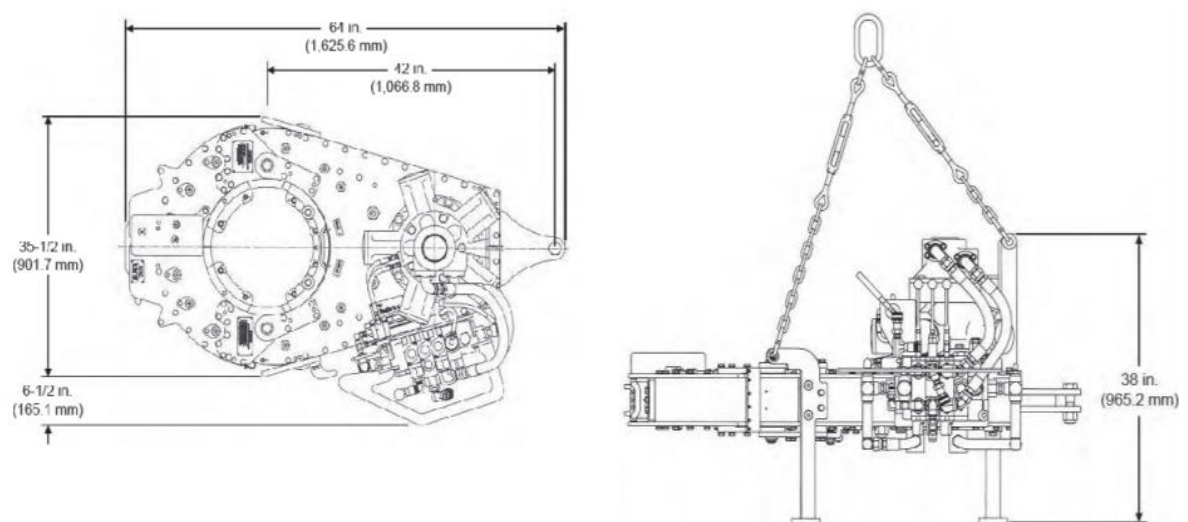 64 in.
(1,625.6 mm)
42 in.
(1,066.8 mm)
35-1/2 in.
(901.7 mm)
6-1/2 in.
(165.1 mm)
38 in.
(965.2 mm)